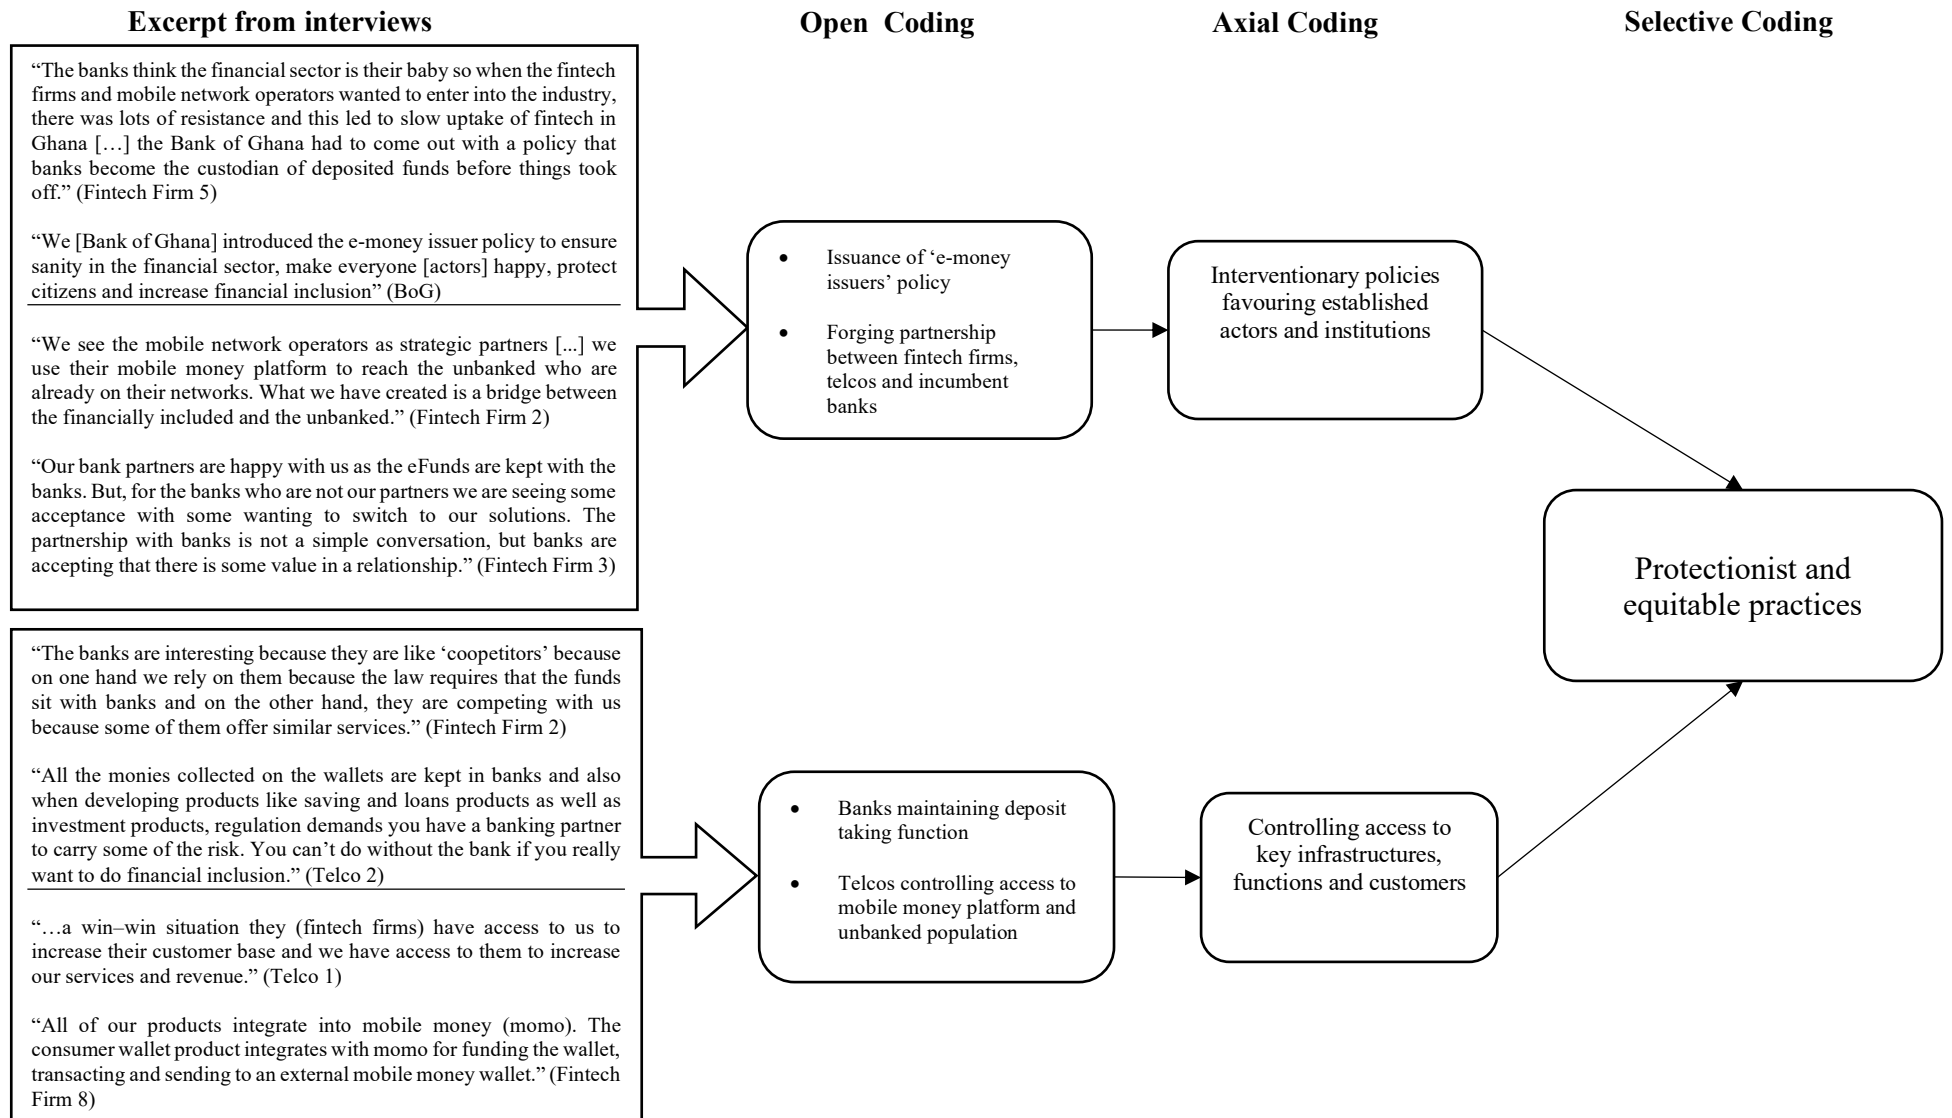 Excerpt from interviews
Open Coding
Axial Coding
Selective Coding
“The banks think the financial sector is their baby so when the fintech
firms and mobile network operators wanted to enter into the industry,
there was lots of resistance and this led to slow uptake of fintech in
Ghana […] the Bank of Ghana had to come out with a policy that
banks become the custodian of deposited funds before things took
off.” (Fintech Firm 5)
“We [Bank of Ghana] introduced the e-money issuer policy to ensure
sanity in the financial sector, make everyone [actors] happy, protect
citizens and increase financial inclusion” (BoG)
“We see the mobile network operators as strategic partners [...] we
use their mobile money platform to reach the unbanked who are
already on their networks. What we have created is a bridge between
the financially included and the unbanked.” (Fintech Firm 2)
“Our bank partners are happy with us as the eFunds are kept with the
banks. But, for the banks who are not our partners we are seeing some
acceptance with some wanting to switch to our solutions. The
partnership with banks is not a simple conversation, but banks are
accepting that there is some value in a relationship.” (Fintech Firm 3)
• Issuance of ‘e-money
issuers’ policy
• Forging partnership
between fintech firms,
telcos and incumbent
banks
Interventionary policies
favouring established
actors and institutions
Protectionist and
equitable practices
“The banks are interesting because they are like ‘coopetitors’ because
on one hand we rely on them because the law requires that the funds
sit with banks and on the other hand, they are competing with us
because some of them offer similar services.” (Fintech Firm 2)
“All the monies collected on the wallets are kept in banks and also
when developing products like saving and loans products as well as
investment products, regulation demands you have a banking partner
to carry some of the risk. You can’t do without the bank if you really
want to do financial inclusion.” (Telco 2)
“…a win–win situation they (fintech firms) have access to us to
increase their customer base and we have access to them to increase
our services and revenue.” (Telco 1)
“All of our products integrate into mobile money (momo). The
consumer wallet product integrates with momo for funding the wallet,
transacting and sending to an external mobile money wallet.” (Fintech
Firm 8)
• Banks maintaining deposit
taking function
• Telcos controlling access to
mobile money platform and
unbanked population
Controlling access to
key infrastructures,
functions and customers